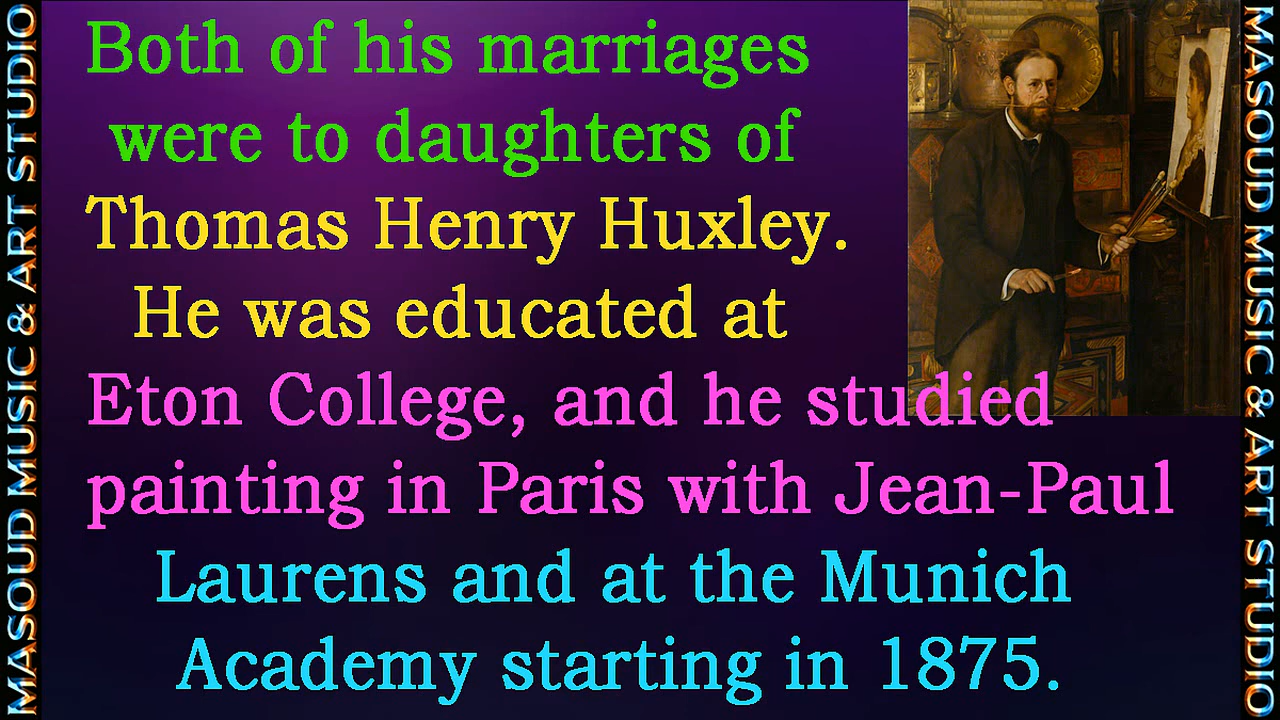 MASOUD MUSIC & ART STUDIO
Both of his marriages
were to daughters of
Thomas Henry Huxley.
He was educated at
Eton College, and he studied
painting in Paris with Jean-Paul
Laurens and at the Munich
Academy starting in 1875.
MASOUD MUSIC & ART STUDIO